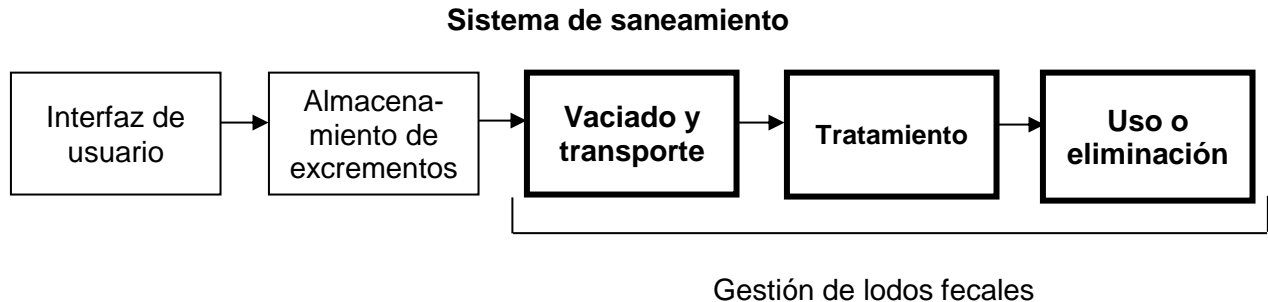 Sistema de saneamiento
Interfaz de
usuario
Almacena-
miento de
excrementos
Vaciado y
transporte
Tratamiento
Uso o
eliminación
Gestión de lodos fecales